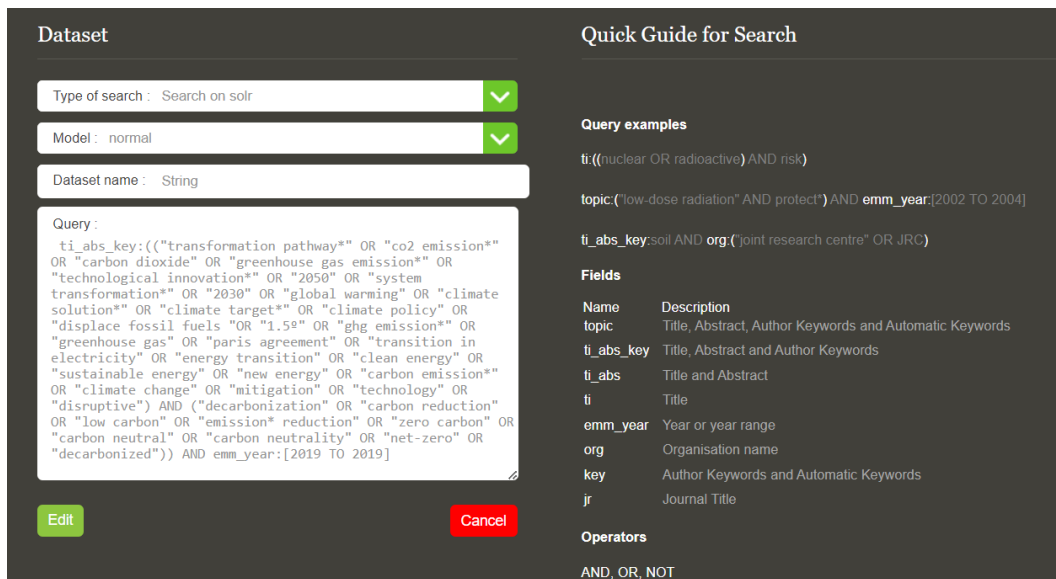 Dataset
Type of search : Search on solr
Model : normal
Dataset name : String
Query :
ti_abs_key:(("transformation pathway*" OR "co2 emission*"
OR "carbon dioxide" OR "greenhouse gas emission*" OR
"technological innovation*" OR "2050" OR "system
transformation*" OR "2030" OR "global warming" OR "climate
solution*" OR "climate target*" OR "climate policy" OR
"displace fossil fuels "OR "1.5º" OR "ghg emission*" OR
"greenhouse gas" OR "paris agreement" OR "transition in
electricity" OR "energy transition" OR "clean energy" OR
"sustainable energy" OR "new energy" OR "carbon emission*"
OR "climate change" OR "mitigation" OR "technology" OR
"disruptive") AND ("decarbonization" OR "carbon reduction"
OR "low carbon" OR "emission* reduction" OR "zero carbon" OR
"carbon neutral" OR "carbon neutrality" OR "net-zero" OR
"decarbonized")) AND emm_year:[2019 TO 2019]
Edit
Cancel
Quick Guide for Search
Query examples
ti:((nuclear OR radioactive) AND risk)
topic:("low-dose radiation" AND protect*) AND emm_year:[2002 TO 2004]
ti_abs_key:soil AND org:("joint research centre" OR JRC)
Fields
Name Description
topic Title, Abstract, Author Keywords and Automatic Keywords
ti_abs_key Title, Abstract and Author Keywords
ti_abs Title and Abstract
ti Title
emm_year Year or year range
org Organisation name
key Author Keywords and Automatic Keywords
jr Journal Title
Operators
AND, OR, NOT